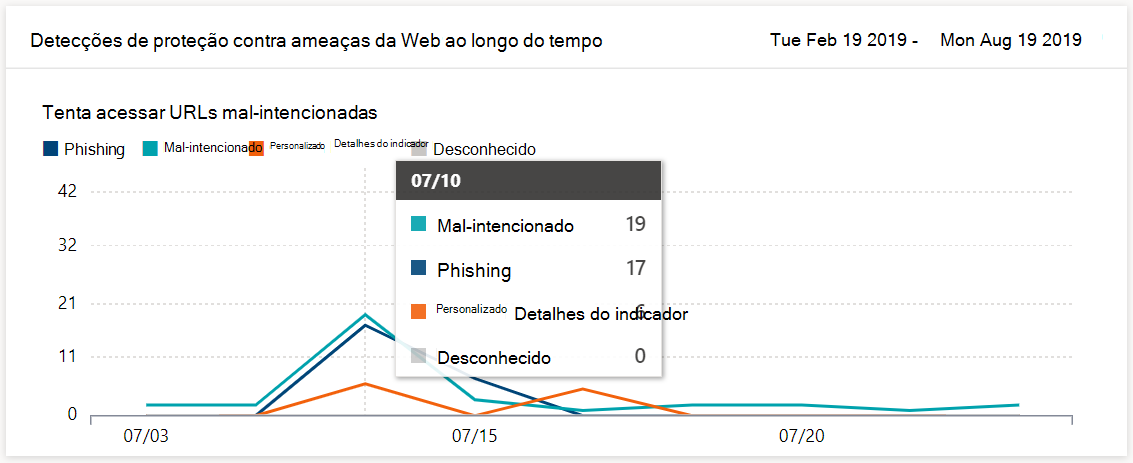 Detecções de proteção contra ameaças da Web ao longo do tempo Tue Feb 19 2019 - Mon Aug 19 2019
Tenta acessar URLs mal-intencionadas
Phishing Mal-intencionado Personalizado Detalhes do indicador Desconhecido
42
07/10
Mal-intencionado 19
32
Phishing 17
21
Personalizado Detalhes do indicador 6
11
Desconhecido 0
0
07/03 07/15 07/20